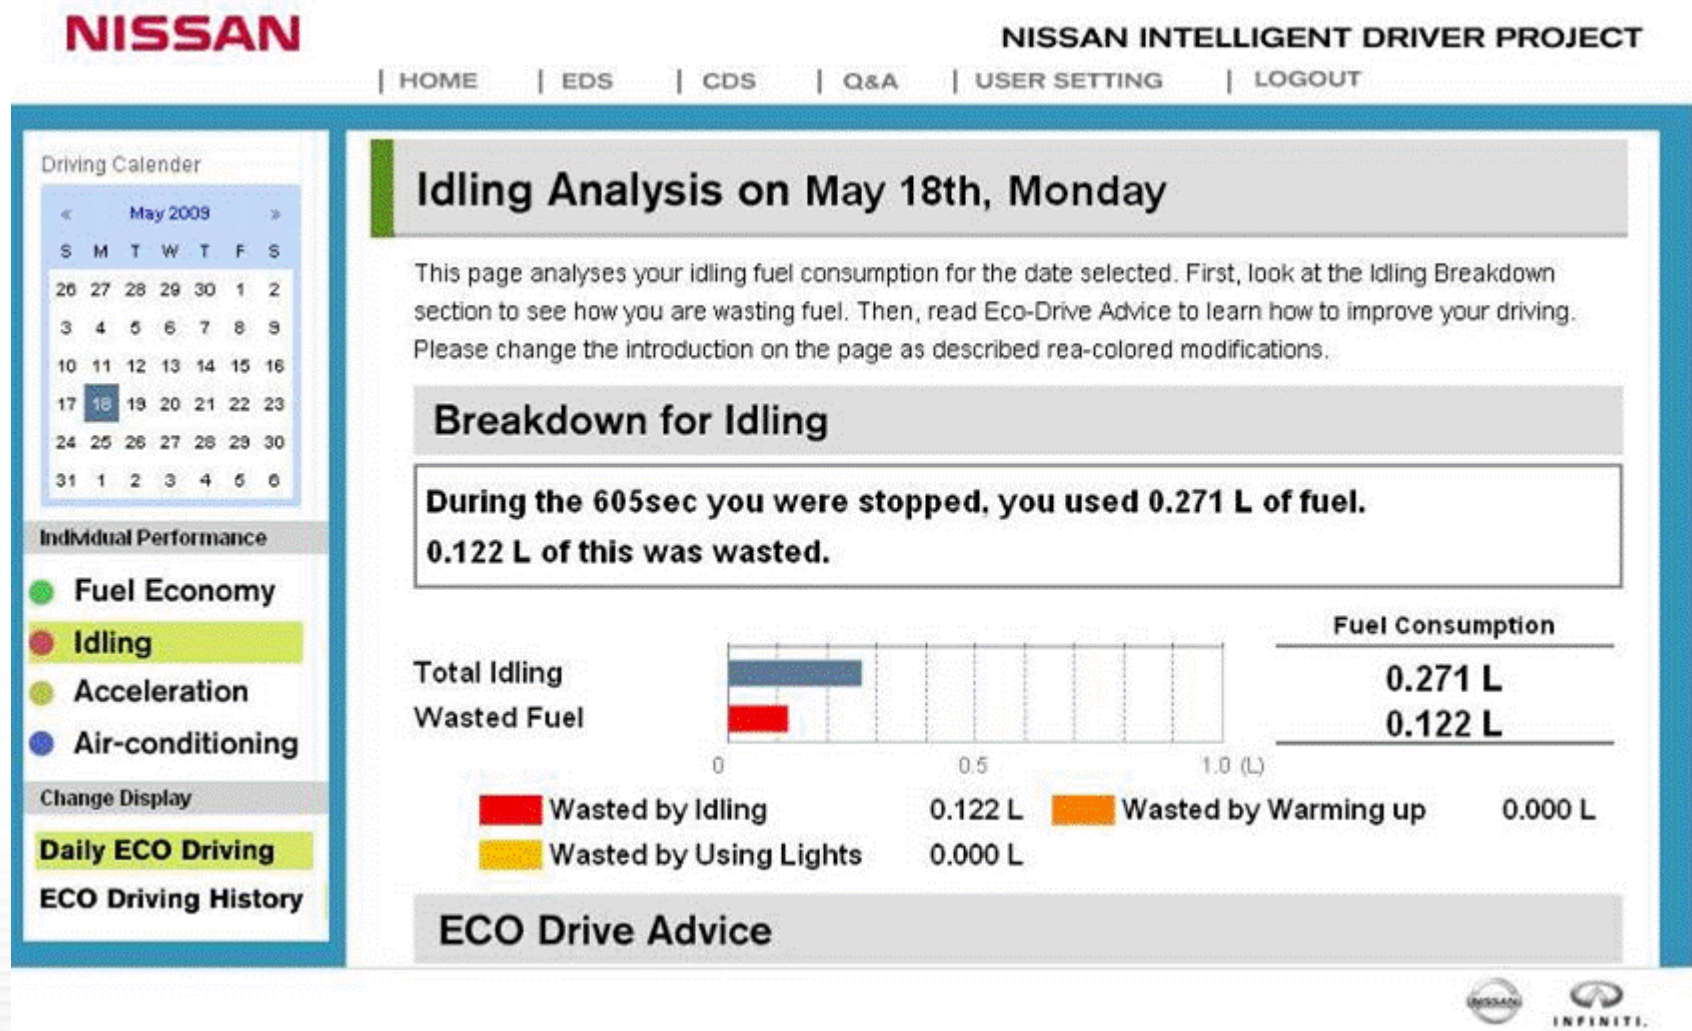 NISSAN
NISSAN INTELLIGENT DRIVER PROJECT
| HOME | EDS | CDS | Q&A | USER SETTING | LOGOUT
Driving Calender
« May 2009 »
S M T W T F S
26 27 28 29 30 1 2
3 4 5 6 7 8 9
10 11 12 13 14 15 16
17 18 19 20 21 22 23
24 25 26 27 28 29 30
31 1 2 3 4 5 6
Individual Performance
Fuel Economy
Idling
Acceleration
Air-conditioning
Change Display
Daily ECO Driving
ECO Driving History
Idling Analysis on May 18th, Monday
This page analyses your idling fuel consumption for the date selected. First, look at the Idling Breakdown
section to see how you are wasting fuel. Then, read Eco-Drive Advice to learn how to improve your driving.
Please change the introduction on the page as described rea-colored modifications.
Breakdown for Idling
During the 605sec you were stopped, you used 0.271 L of fuel.
0.122 L of this was wasted.
Fuel Consumption
Total Idling 0.271 L
Wasted Fuel 0.122 L
0 0.5 1.0 (L)
Wasted by Idling 0.122 L Wasted by Warming up 0.000 L
Wasted by Using Lights 0.000 L
ECO Drive Advice
NISSAN INFINITI.